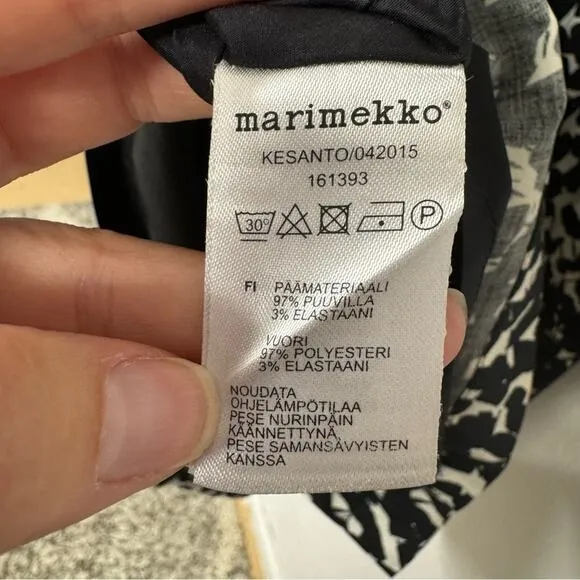 marimekko®
KESANTO/042015
161393
30°
P
FI PÄÄMATERIAALI
97% PUUVILLA
3% ELASTAANI
VUORI
97% POLYESTERI
3% ELASTAANI
NOUDATA
OHJELÄMPÖTILAA
PESE NURINPÄIN
KÄÄNNETTYNÄ
PESE SAMANSÄVYISTEN
KANSSA